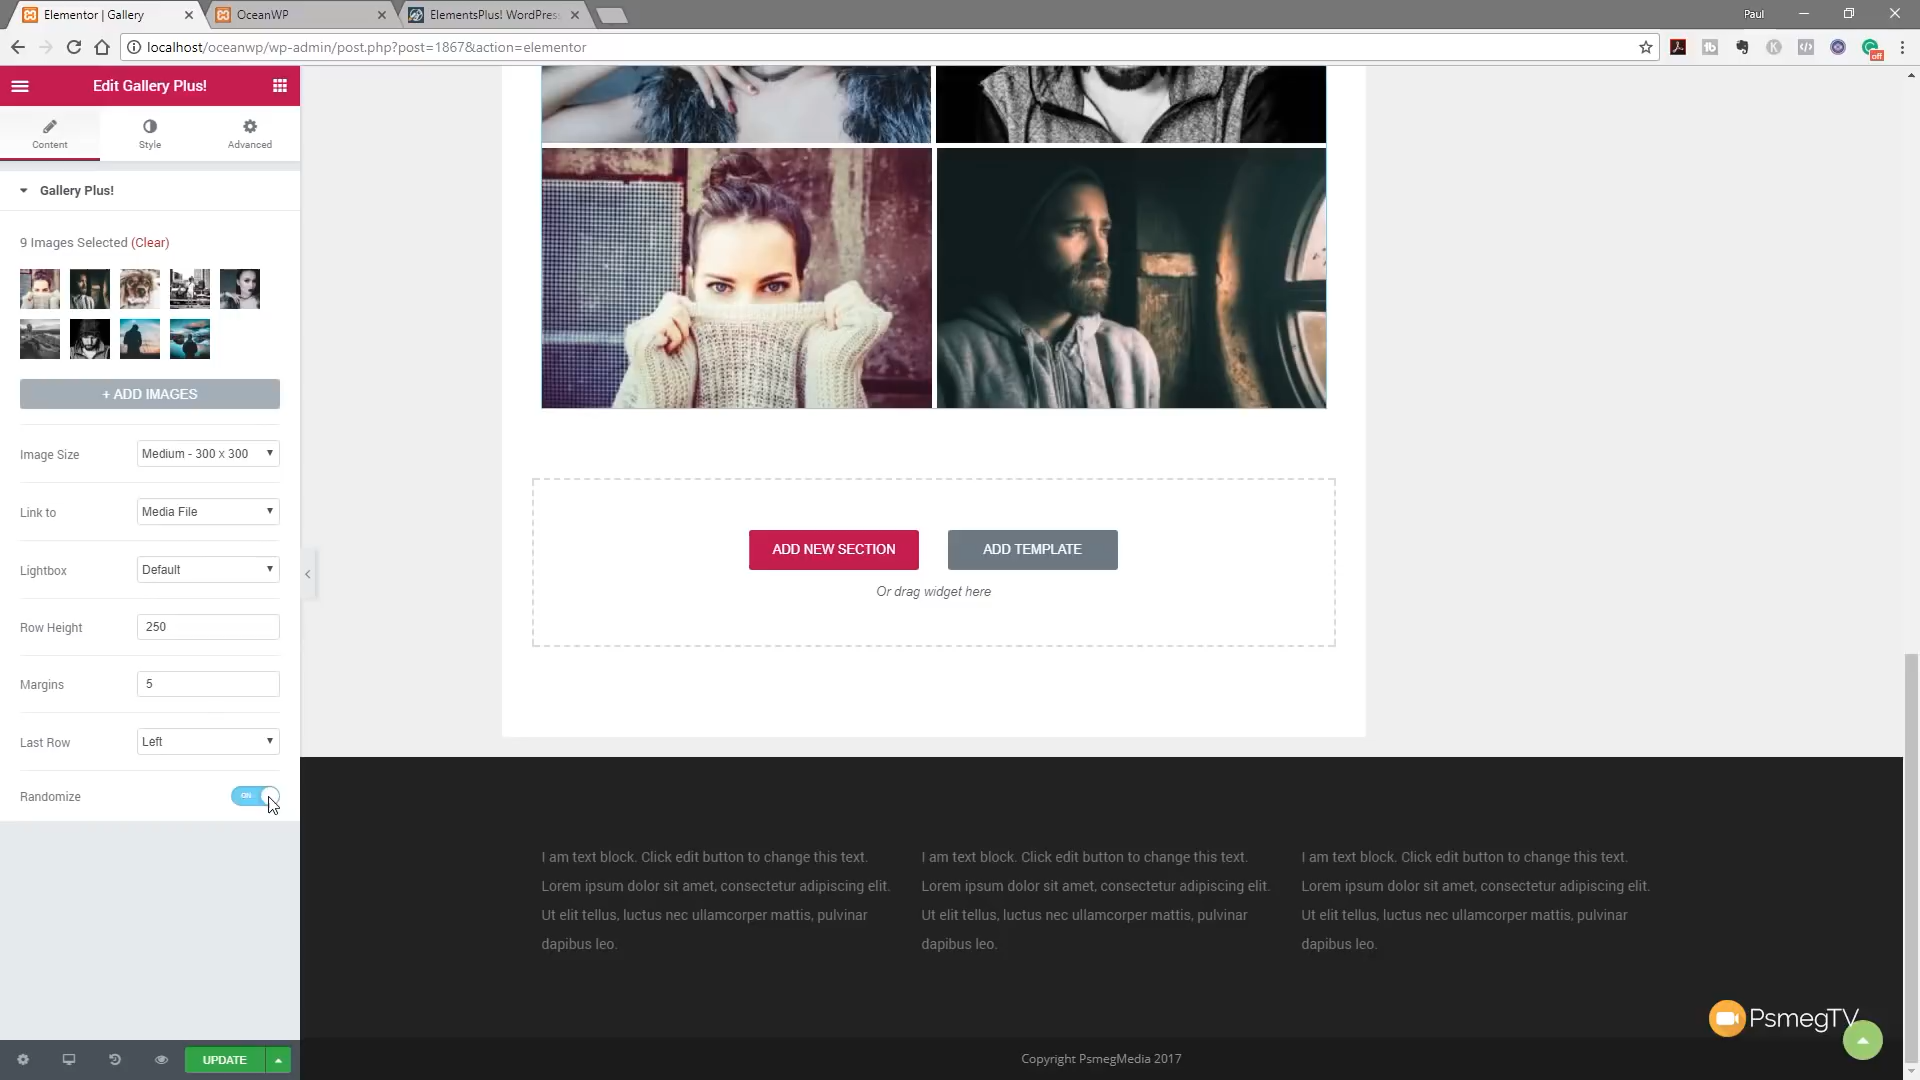 Elementor | Gallery
OceanWP
ElementsPlus! WordPress
Paul
localhost/oceanwp/wp-admin/post.php?post=1867&action=elementor
off
Edit Gallery Plus!
Content
Style
Advanced
Gallery Plus!
9 Images Selected (Clear)
+ ADD IMAGES
Image Size
Medium - 300 x 300
Link to
Media File
Lightbox
Default
Row Height
250
Margins
5
Last Row
Left
Randomize
ON
UPDATE
ADD NEW SECTION
ADD TEMPLATE
Or drag widget here
I am text block. Click edit button to change this text.
Lorem ipsum dolor sit amet, consectetur adipiscing elit.
Ut elit tellus, luctus nec ullamcorper mattis, pulvinar
dapibus leo.
I am text block. Click edit button to change this text.
Lorem ipsum dolor sit amet, consectetur adipiscing elit.
Ut elit tellus, luctus nec ullamcorper mattis, pulvinar
dapibus leo.
I am text block. Click edit button to change this text.
Lorem ipsum dolor sit amet, consectetur adipiscing elit.
Ut elit tellus, luctus nec ullamcorper mattis, pulvinar
dapibus leo.
PsmegTV
Copyright PsmegMedia 2017